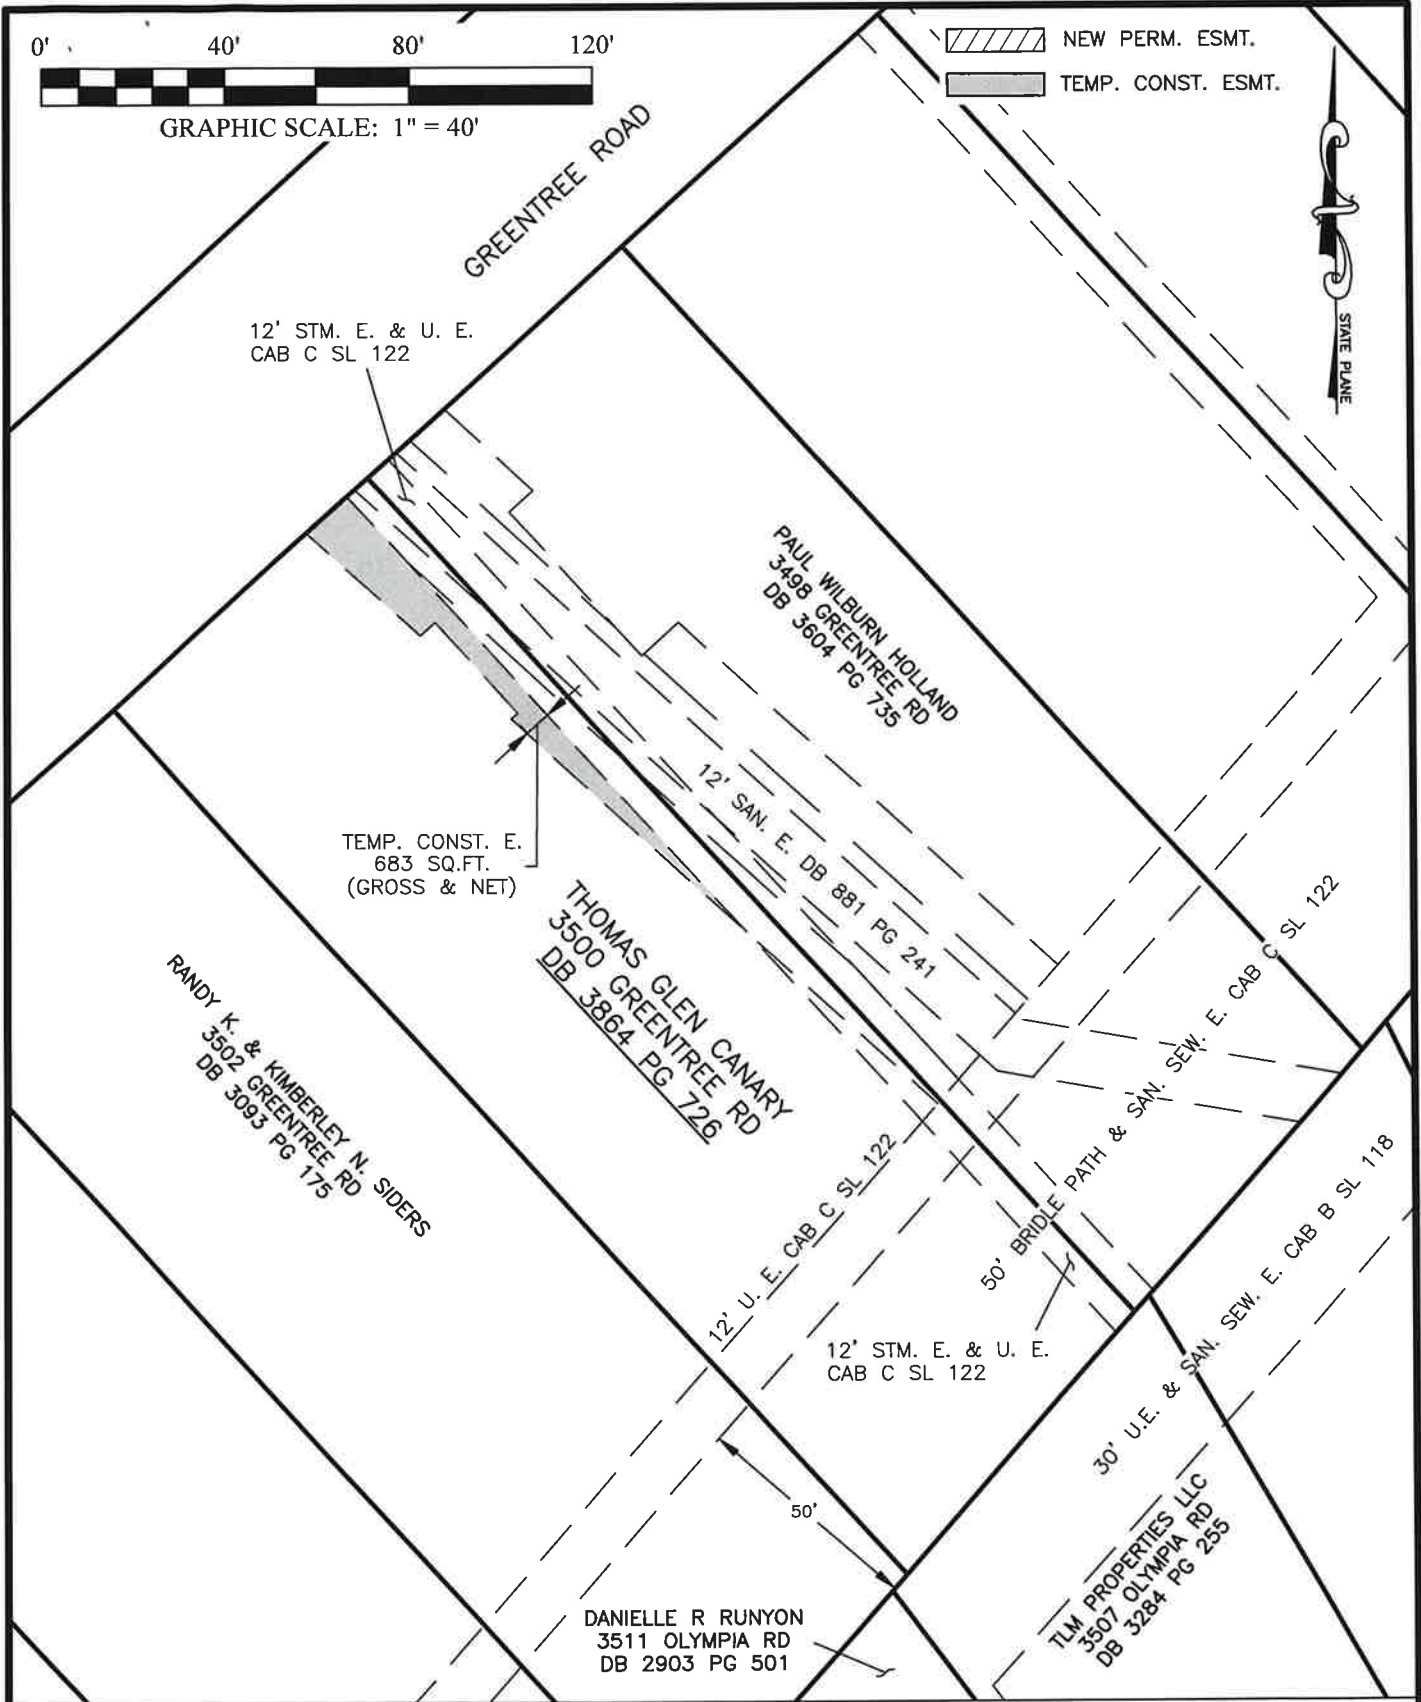 0' 40' 80' 120'
GRAPHIC SCALE: 1" = 40'
NEW PERM. ESMT.
TEMP. CONST. ESMT.
STATE PLANE
GREENTREE ROAD
12' STM. E. & U. E.
CAB C SL 122
PAUL WILBURN HOLLAND
3498 GREENTREE RD
DB 3604 PG 735
12' SAN. E. DB 881 PG 241
TEMP. CONST. E.
683 SQ.FT.
(GROSS & NET)
THOMAS GLEN CANARY
3500 GREENTREE RD
DB 3864 PG 726
RANDY K. & KIMBERLEY N. SIDERS
3502 GREENTREE RD
DB 3093 PG 175
12' U. E. CAB C SL 122
50' BRIDLE PATH & SAN. SEW. E. CAB C SL 122
12' STM. E. & U. E.
CAB C SL 122
30' U.E. & SAN. SEW. E. CAB B SL 118
50'
TLM PROPERTIES LLC
3507 OLYMPIA RD
DB 3284 PG 255
DANIELLE R RUNYON
3511 OLYMPIA RD
DB 2903 PG 501